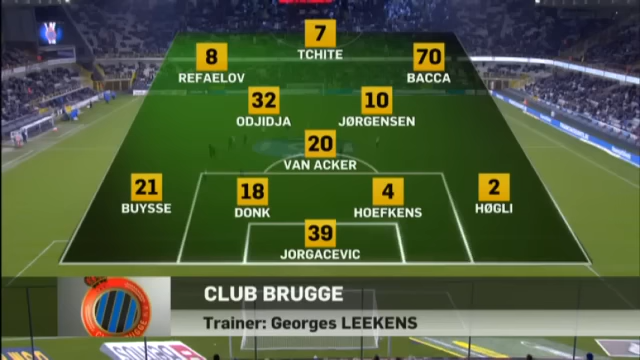 7
TCHITE
8
REFAELOV
70
BACCA
32
ODJIDJA
10
JØRGENSEN
20
VAN ACKER
21
BUYSSE
18
DONK
4
HOEFKENS
2
HØGLI
39
JORGACEVIC
CLUB BRUGGE
Trainer: Georges LEEKENS